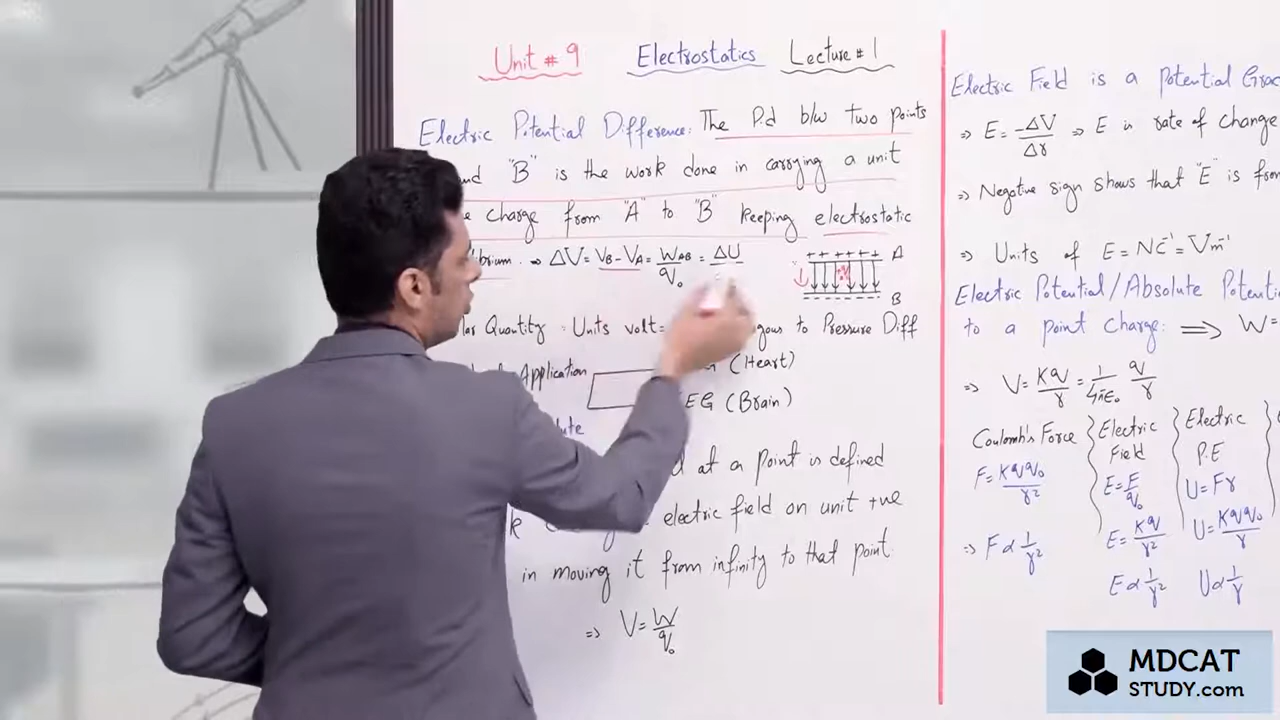 Unit # 9 Electrostatics Lecture # 1
Electric Potential Difference: The P.d b/w two points
"B" is the work done in carrying a unit
charge from "A" to "B" keeping electrostatic
⇒ ΔV = VB - VA = WAB/q₀ = ΔU
++ ++++ A
B
Quantity Units volt= to Pressure Diff
Application (Heart)
EG (Brain)
at a point is defined
electric field on unit +ve
in moving it from infinity to that point.
⇒ V = W/q₀
Electric Field is a Potential
⇒ E = -ΔV/Δr ⇒ E is rate of change
⇒ Negative sign shows that "E" is from
⇒ Units of E = NC⁻¹ = Vm⁻¹
Electric Potential/Absolute
to a point charge: ⇒ W =
⇒ V = Kq/r = 1/4πε₀ q/r
Coulomb's Force
F = Kqq₀/r²
⇒ F ∝ 1/r²
Electric
Field
E = F/q₀
E = Kq/r²
E ∝ 1/r²
Electric
P.E
U = Fr
U = Kqq₀/r
U ∝ 1/r
MDCAT
STUDY.com